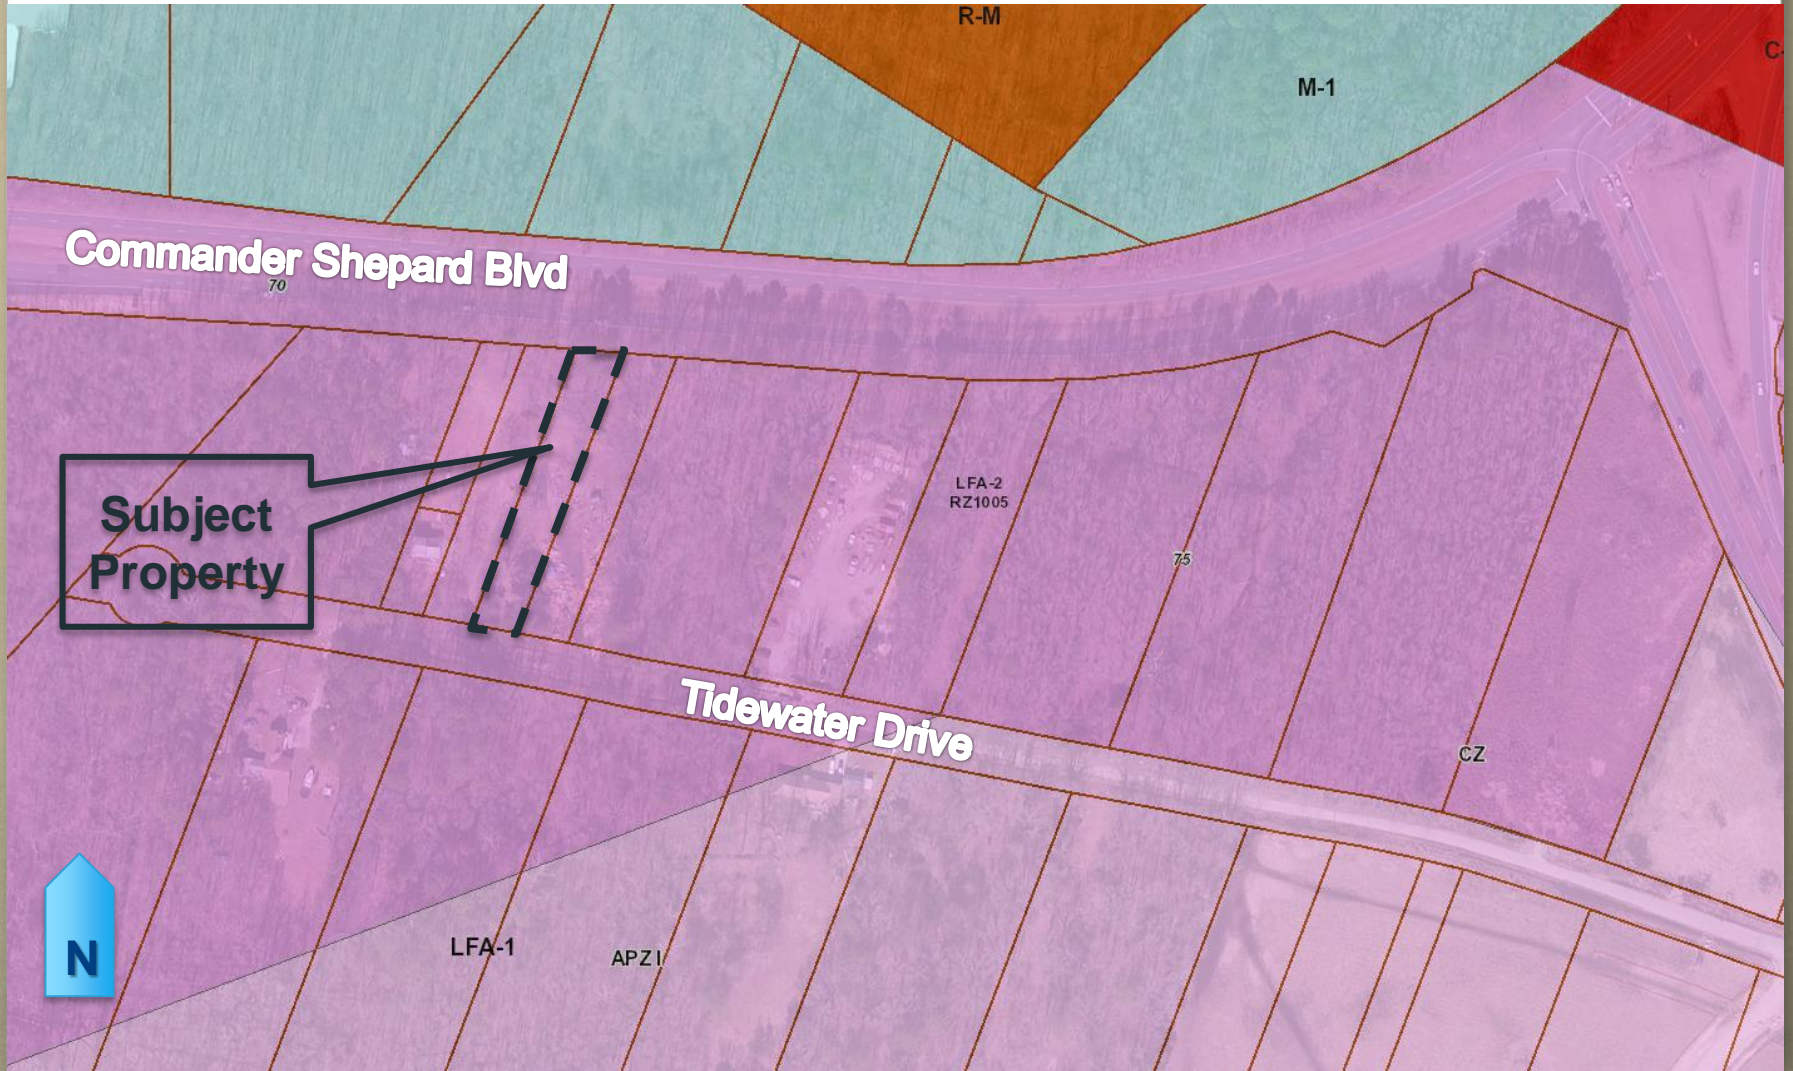 R-M
C-
M-1
Commander Shepard Blvd
70
LFA-2
RZ1005
Subject
Property
75
Tidewater Drive
CZ
LFA-1
APZ I
N